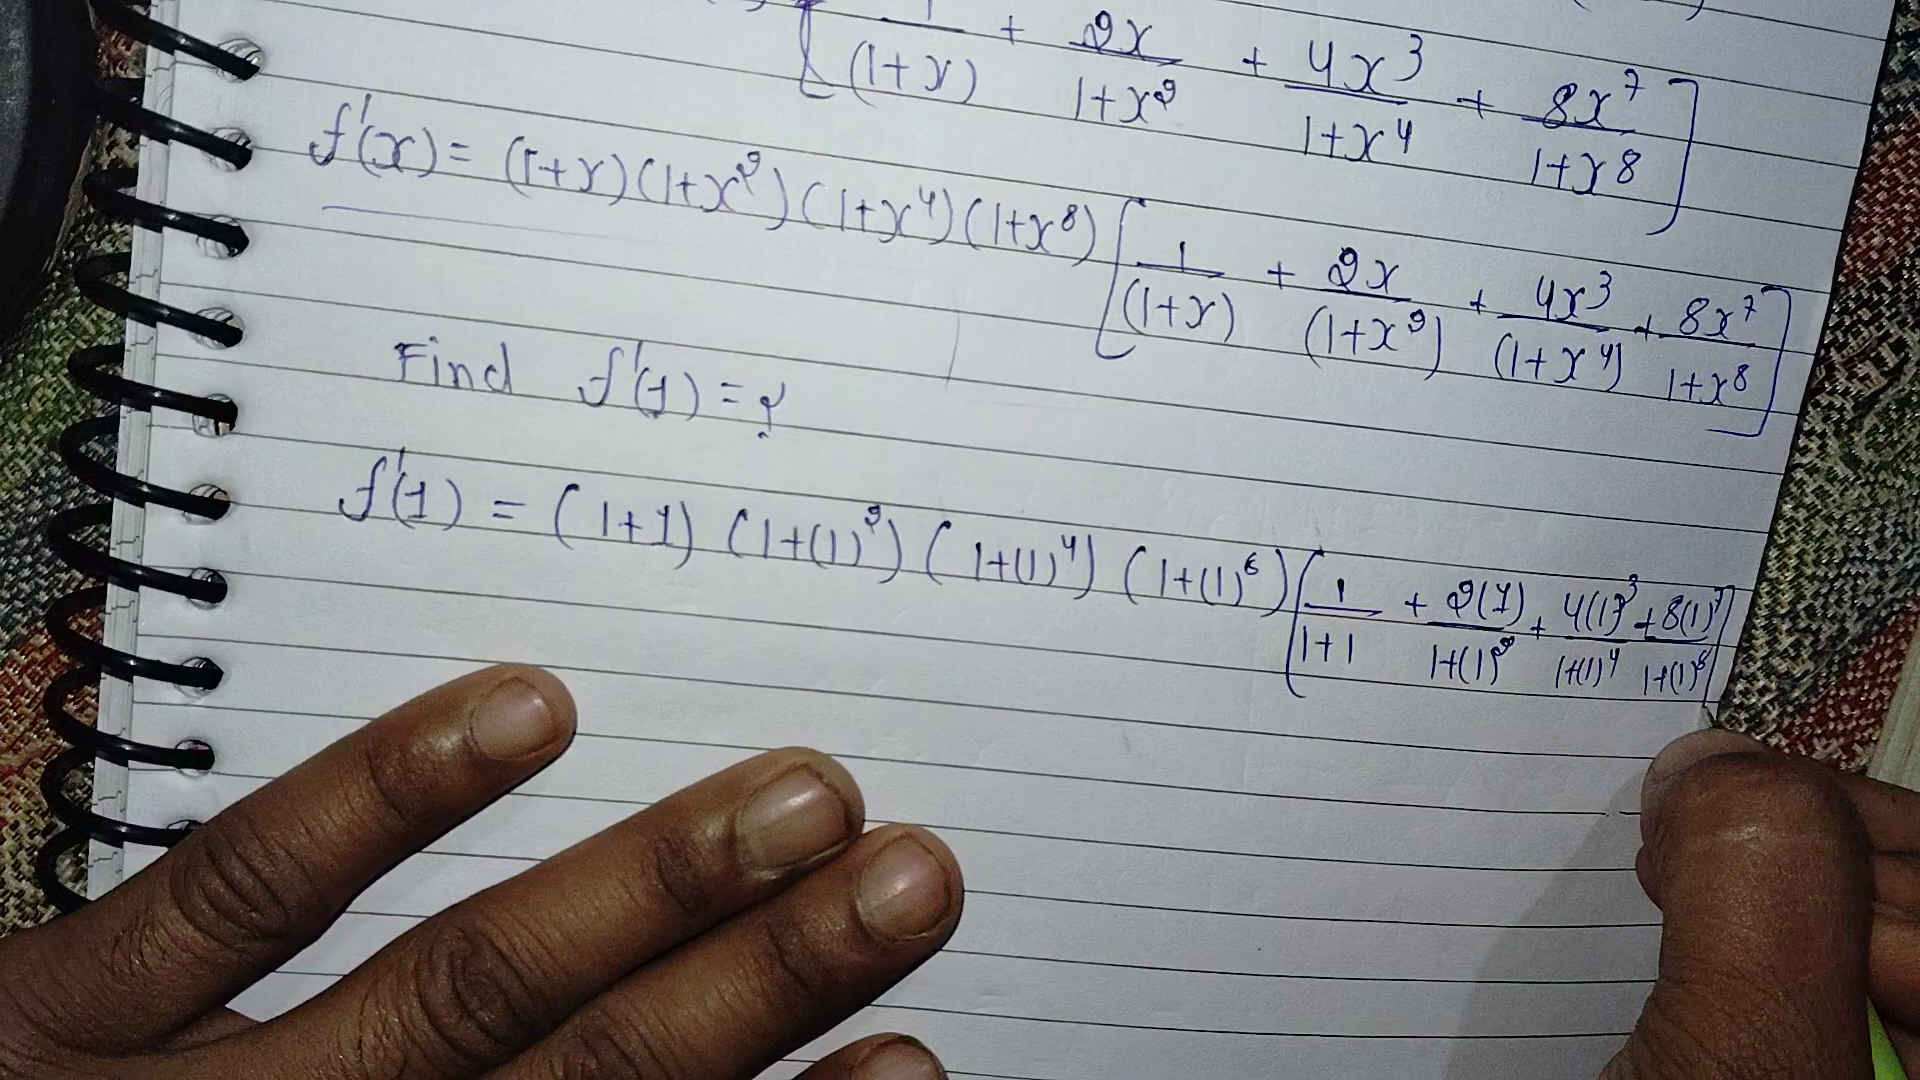 [1/(1+x) + 2x/1+x² + 4x³/1+x⁴ + 8x⁷/1+x⁸]
f'(x) = (1+x)(1+x²)(1+x⁴)(1+x⁸)[1/(1+x) + 2x/(1+x²) + 4x³/(1+x⁴) + 8x⁷/1+x⁸]
Find f'(1) = ?
f'(1) = (1+1) (1+(1)²) (1+(1)⁴) (1+(1)⁸)[1/1+1 + 2(1)/1+(1)² + 4(1)³/1+(1)⁴ + 8(1)⁷/1+(1)⁸]